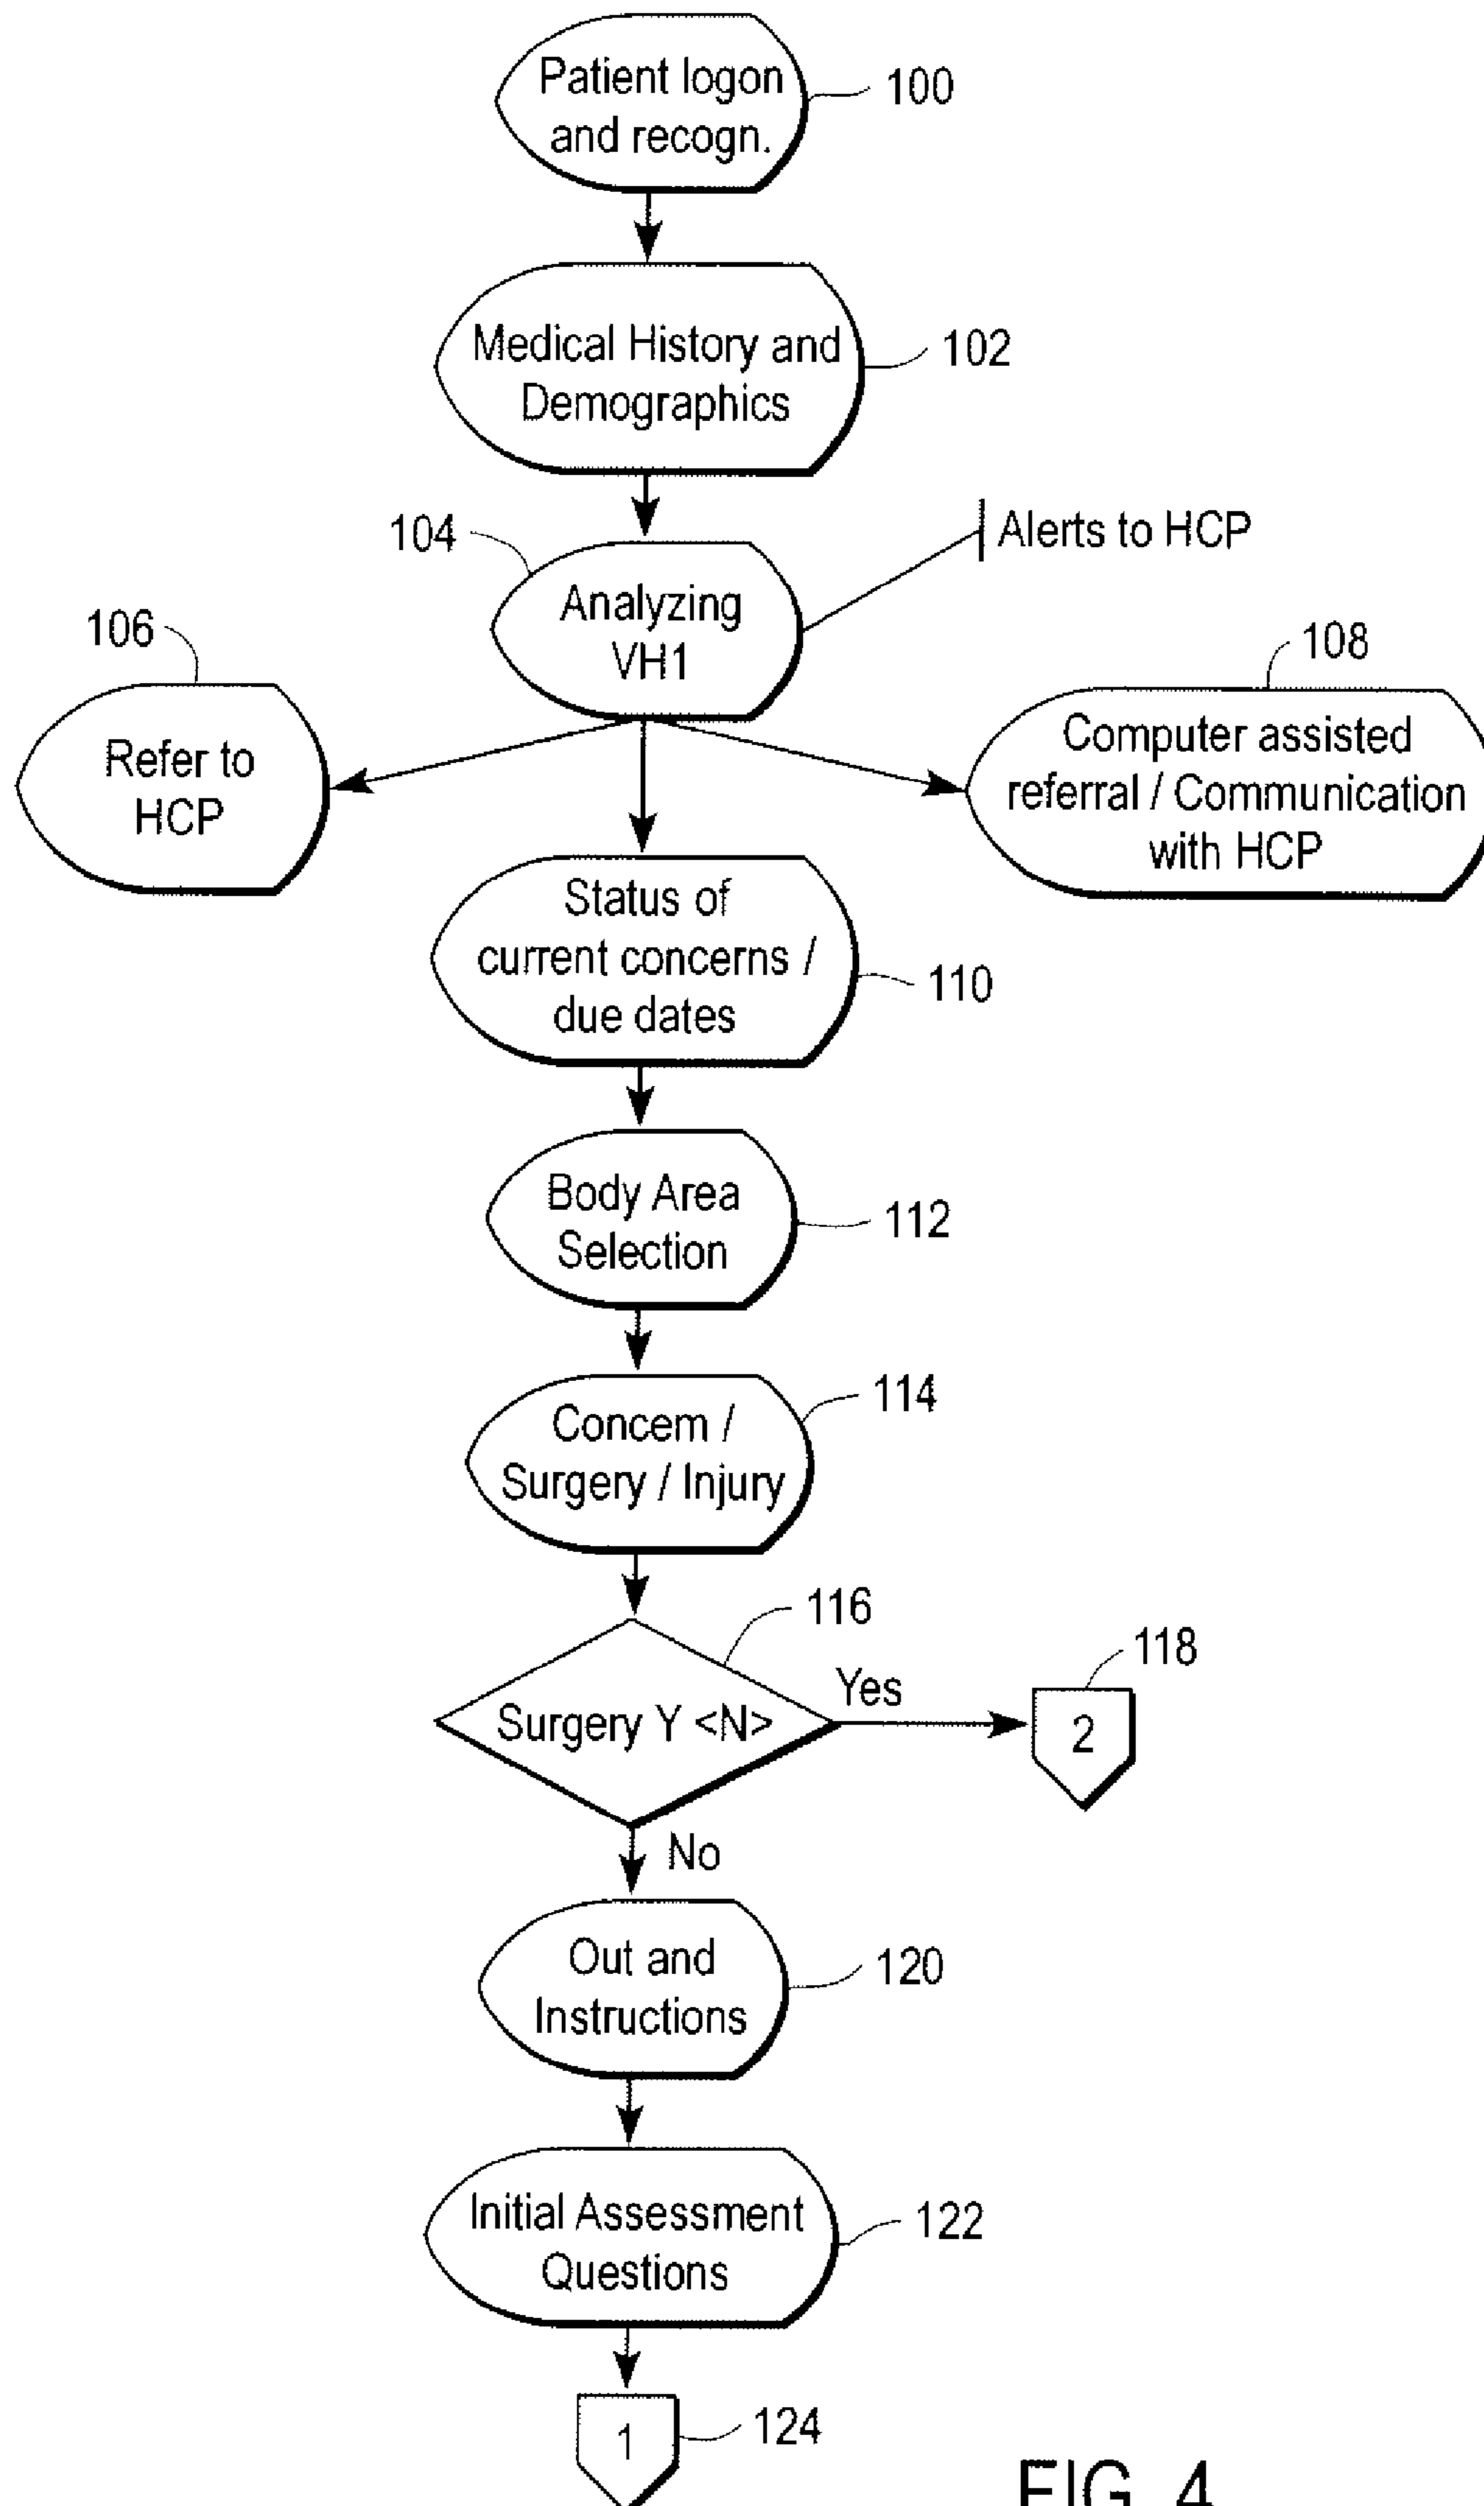 Patient logon
and recogn.
100
Medical History and
Demographics
102
104
Alerts to HCP
Analyzing
VH1
106
108
Refer to
HCP
Computer assisted
referral / Communication
with HCP
Status of
current concerns /
due dates
110
Body Area
Selection
112
114
Concem /
Surgery / Injury
116
118
Surgery Y <N>
Yes
2
No
Out and
Instructions
120
Initial Assessment
Questions
122
1
124
FIG. 4